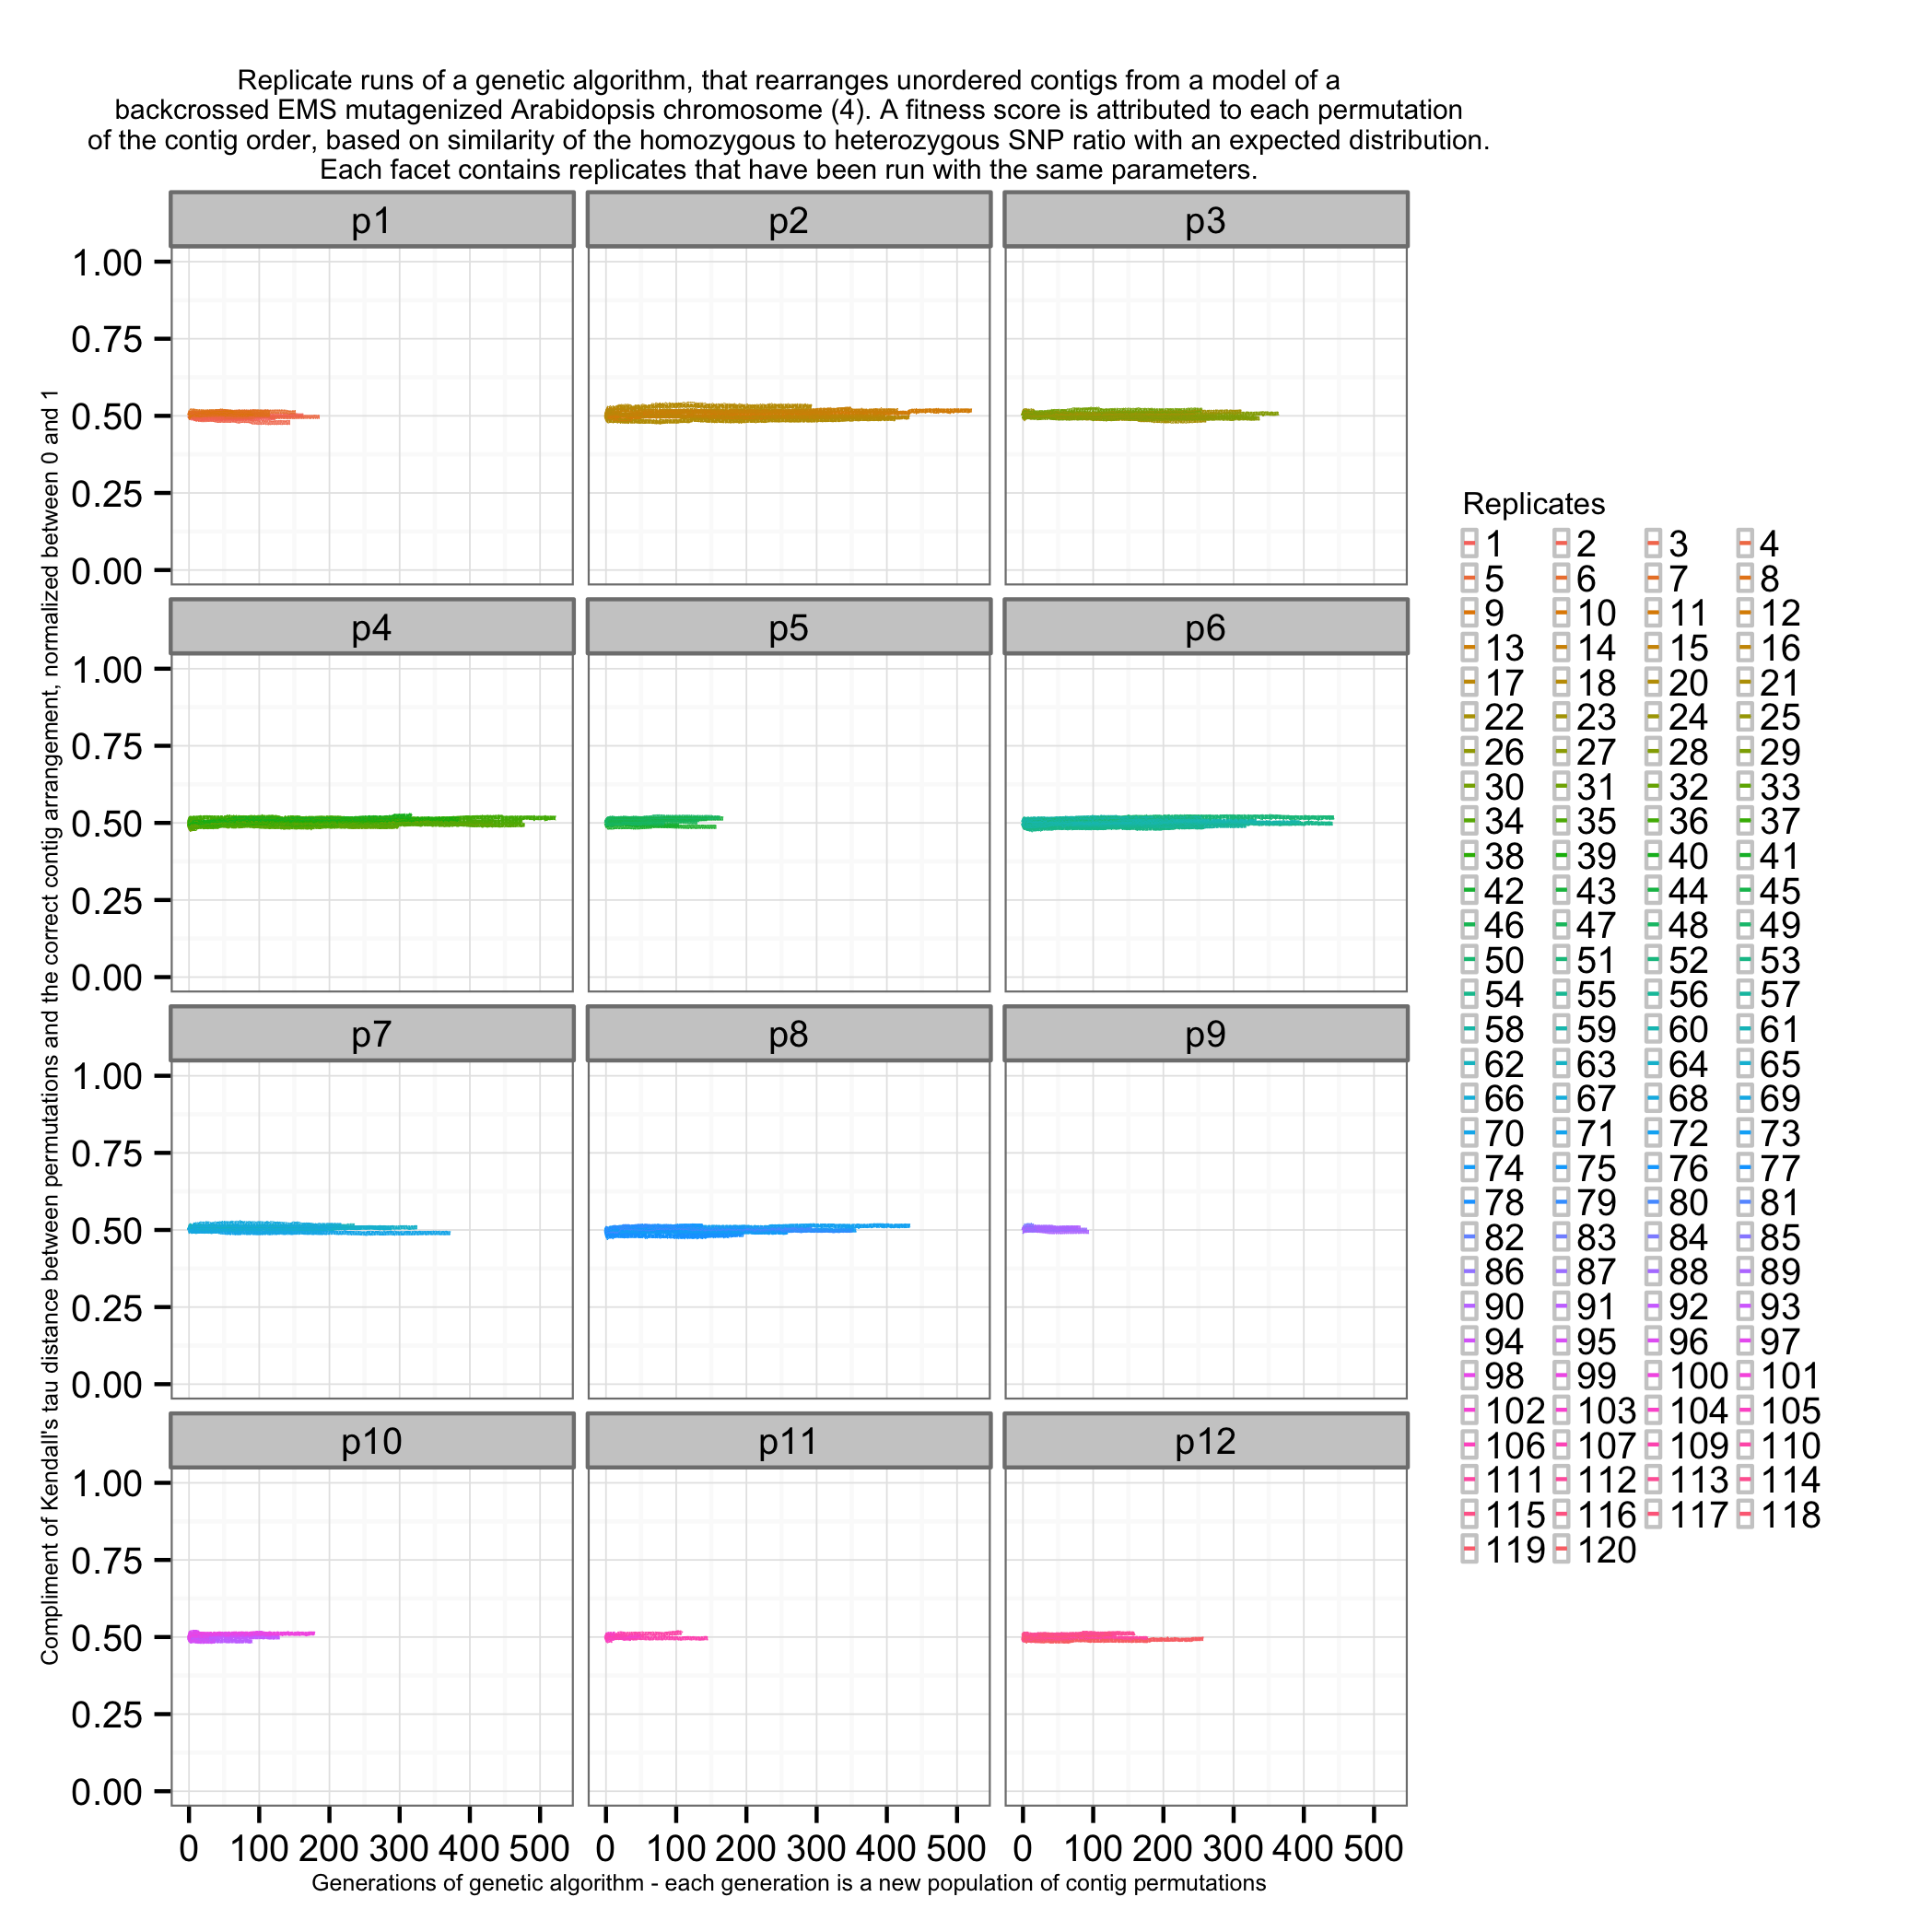 Replicate runs of a genetic algorithm, that rearranges unordered contigs from a model of a
backcrossed EMS mutagenized Arabidopsis chromosome (4). A fitness score is attributed to each permutation
of the contig order, based on similarity of the homozygous to heterozygous SNP ratio with an expected distribution.
Each facet contains replicates that have been run with the same parameters.
Compliment of Kendall's tau distance between permutations and the correct contig arrangement, normalized between 0 and 1
p1 p2 p3
1.00
0.75
0.50
0.25
0.00
p4 p5 p6
1.00
0.75
0.50
0.25
0.00
p7 p8 p9
1.00
0.75
0.50
0.25
0.00
p10 p11 p12
1.00
0.75
0.50
0.25
0.00
0 100 200 300 400 500 0 100 200 300 400 500 0 100 200 300 400 500
Generations of genetic algorithm - each generation is a new population of contig permutations
Replicates
1 2 3 4
5 6 7 8
9 10 11 12
13 14 15 16
17 18 20 21
22 23 24 25
26 27 28 29
30 31 32 33
34 35 36 37
38 39 40 41
42 43 44 45
46 47 48 49
50 51 52 53
54 55 56 57
58 59 60 61
62 63 64 65
66 67 68 69
70 71 72 73
74 75 76 77
78 79 80 81
82 83 84 85
86 87 88 89
90 91 92 93
94 95 96 97
98 99 100 101
102 103 104 105
106 107 109 110
111 112 113 114
115 116 117 118
119 120